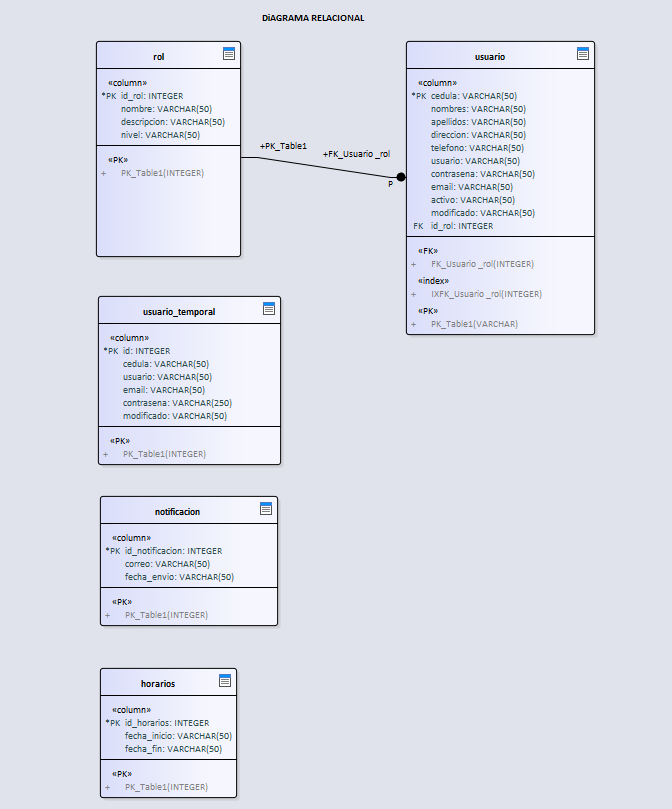 DiAGRAMA RELACIONAL
rol
«column»
*PK id_rol: INTEGER
nombre: VARCHAR(50)
descripcion: VARCHAR(50)
nivel: VARCHAR(50)
«PK»
+ PK_Table1(INTEGER)
+PK_Table1
+FK_Usuario _rol
P
usuario
«column»
*PK cedula: VARCHAR(50)
nombres: VARCHAR(50)
apellidos: VARCHAR(50)
direccion: VARCHAR(50)
telefono: VARCHAR(50)
usuario: VARCHAR(50)
contrasena: VARCHAR(50)
email: VARCHAR(50)
activo: VARCHAR(50)
modificado: VARCHAR(50)
FK id_rol: INTEGER
«FK»
+ FK_Usuario _rol(INTEGER)
«index»
+ IXFK_Usuario _rol(INTEGER)
«PK»
+ PK_Table1(VARCHAR)
usuario_temporal
«column»
*PK id: INTEGER
cedula: VARCHAR(50)
usuario: VARCHAR(50)
email: VARCHAR(50)
contrasena: VARCHAR(250)
modificado: VARCHAR(50)
«PK»
+ PK_Table1(INTEGER)
notificacion
«column»
*PK id_notificacion: INTEGER
correo: VARCHAR(50)
fecha_envio: VARCHAR(50)
«PK»
+ PK_Table1(INTEGER)
horarios
«column»
*PK id_horarios: INTEGER
fecha_inicio: VARCHAR(50)
fecha_fin: VARCHAR(50)
«PK»
+ PK_Table1(INTEGER)